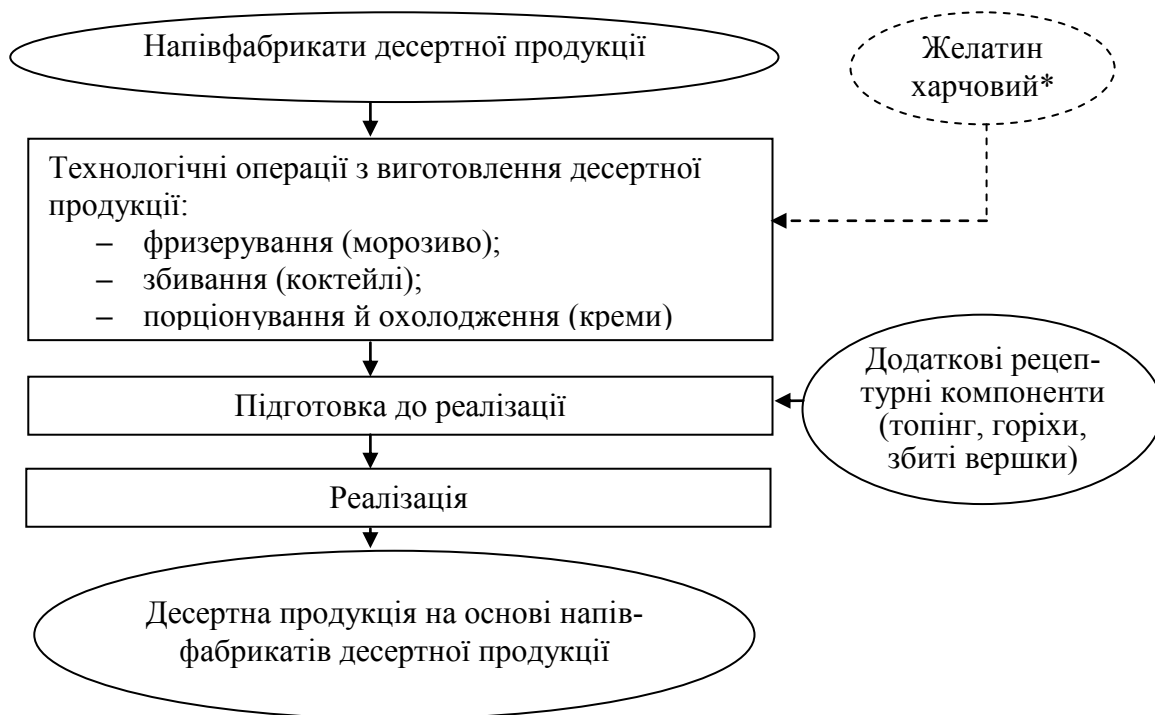 Напівфабрикати десертної продукції
Желатин
харчовий*
Технологічні операції з виготовлення десертної
продукції:
– фризерування (морозиво);
– збивання (коктейлі);
– порціонування й охолодження (креми)
Підготовка до реалізації
Додаткові рецеп-
турні компоненти
(топінг, горіхи,
збиті вершки)
Реалізація
Десертна продукція на основі напів-
фабрикатів десертної продукції